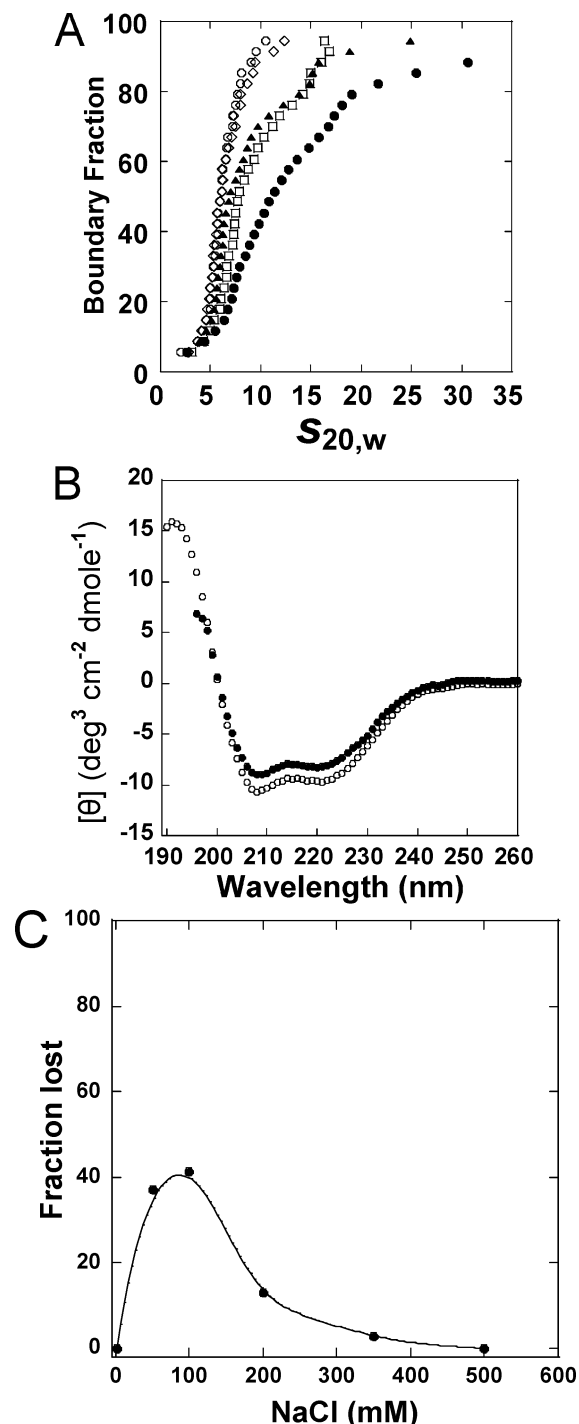 A
100
80
60
40
20
0
Boundary Fraction
0 5 10 15 20 25 30 35
S20,w
B
20
15
10
5
0
-5
-10
-15
[θ] (deg³ cm⁻² dmole⁻¹)
190 200 210 220 230 240 250 260
Wavelength (nm)
C
100
80
60
40
20
0
Fraction lost
0 100 200 300 400 500 600
NaCl (mM)